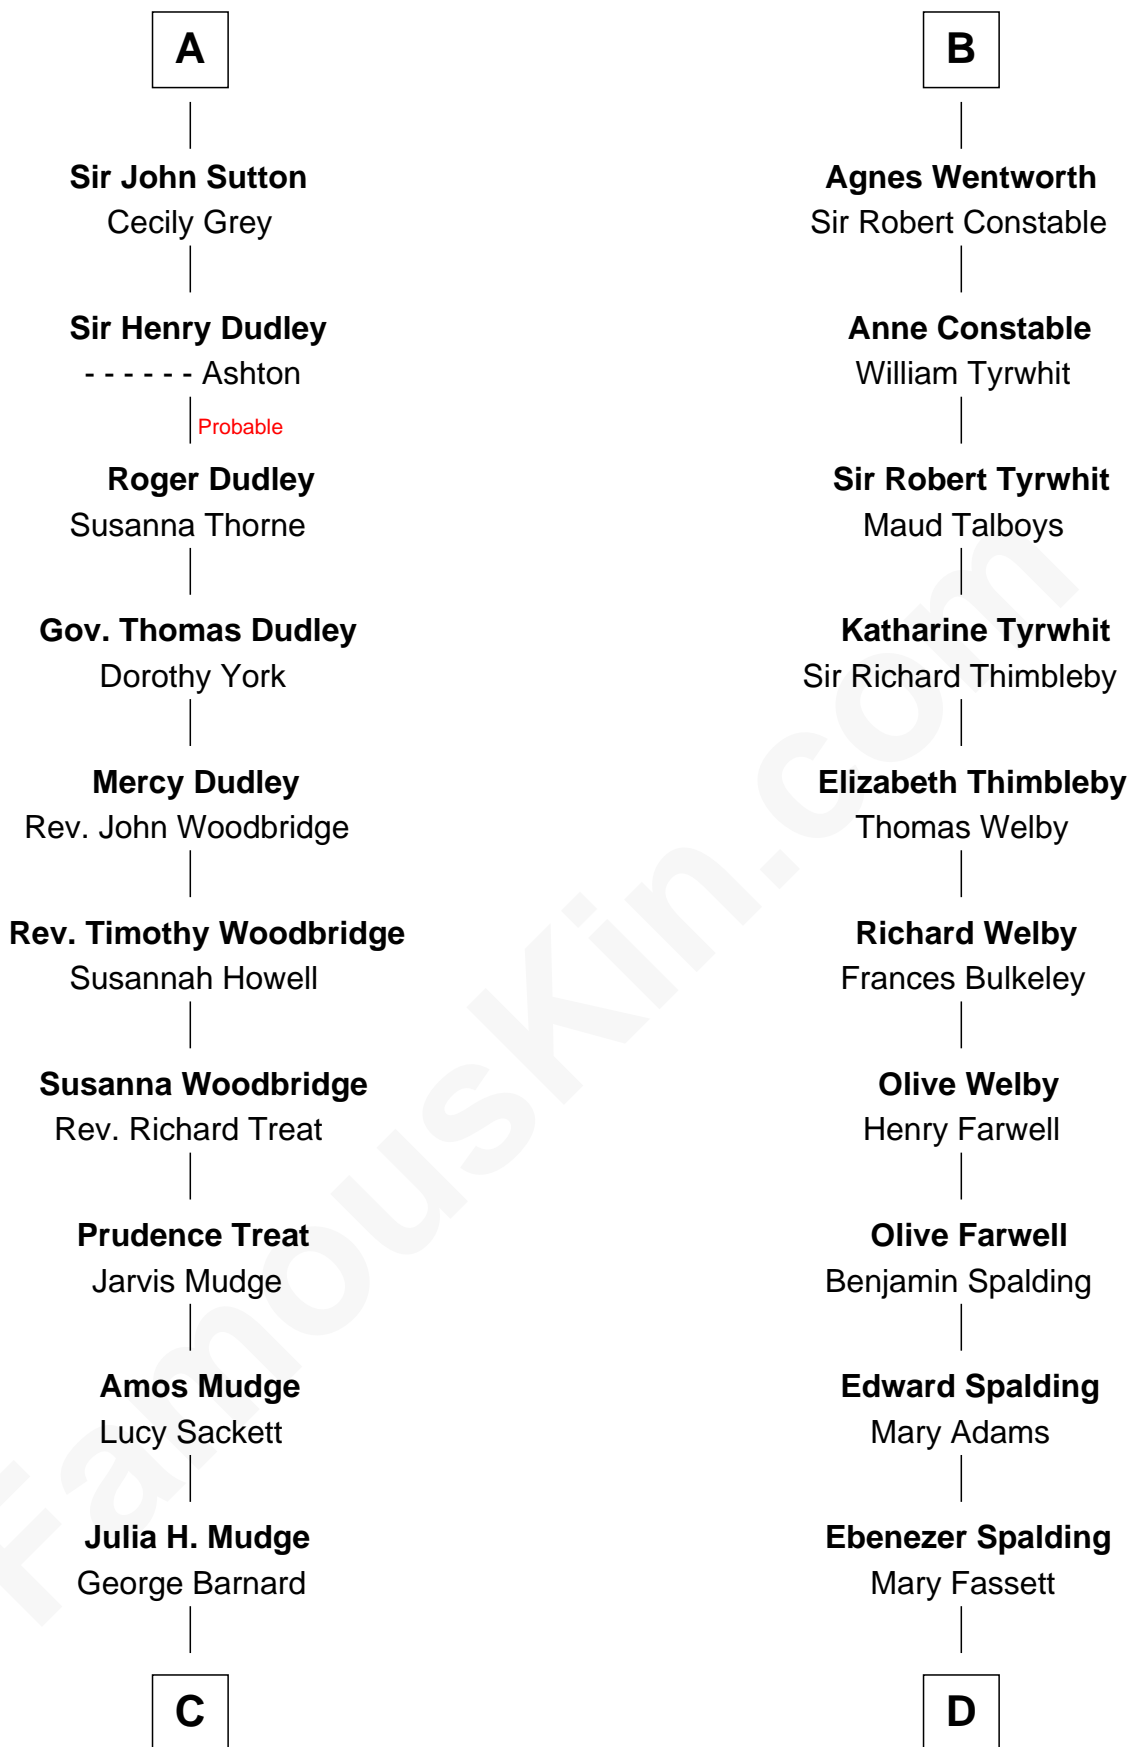 A
Sir John Sutton
Cecily Grey
Sir Henry Dudley
- - - - - - Ashton
Probable
Roger Dudley
Susanna Thorne
Gov. Thomas Dudley
Dorothy York
Mercy Dudley
Rev. John Woodbridge
Rev. Timothy Woodbridge
Susannah Howell
Susanna Woodbridge
Rev. Richard Treat
Prudence Treat
Jarvis Mudge
Amos Mudge
Lucy Sackett
Julia H. Mudge
George Barnard
C
B
Agnes Wentworth
Sir Robert Constable
Anne Constable
William Tyrwhit
Sir Robert Tyrwhit
Maud Talboys
Katharine Tyrwhit
Sir Richard Thimbleby
Elizabeth Thimbleby
Thomas Welby
Richard Welby
Frances Bulkeley
Olive Welby
Henry Farwell
Olive Farwell
Benjamin Spalding
Edward Spalding
Mary Adams
Ebenezer Spalding
Mary Fassett
D
FamousKin.com